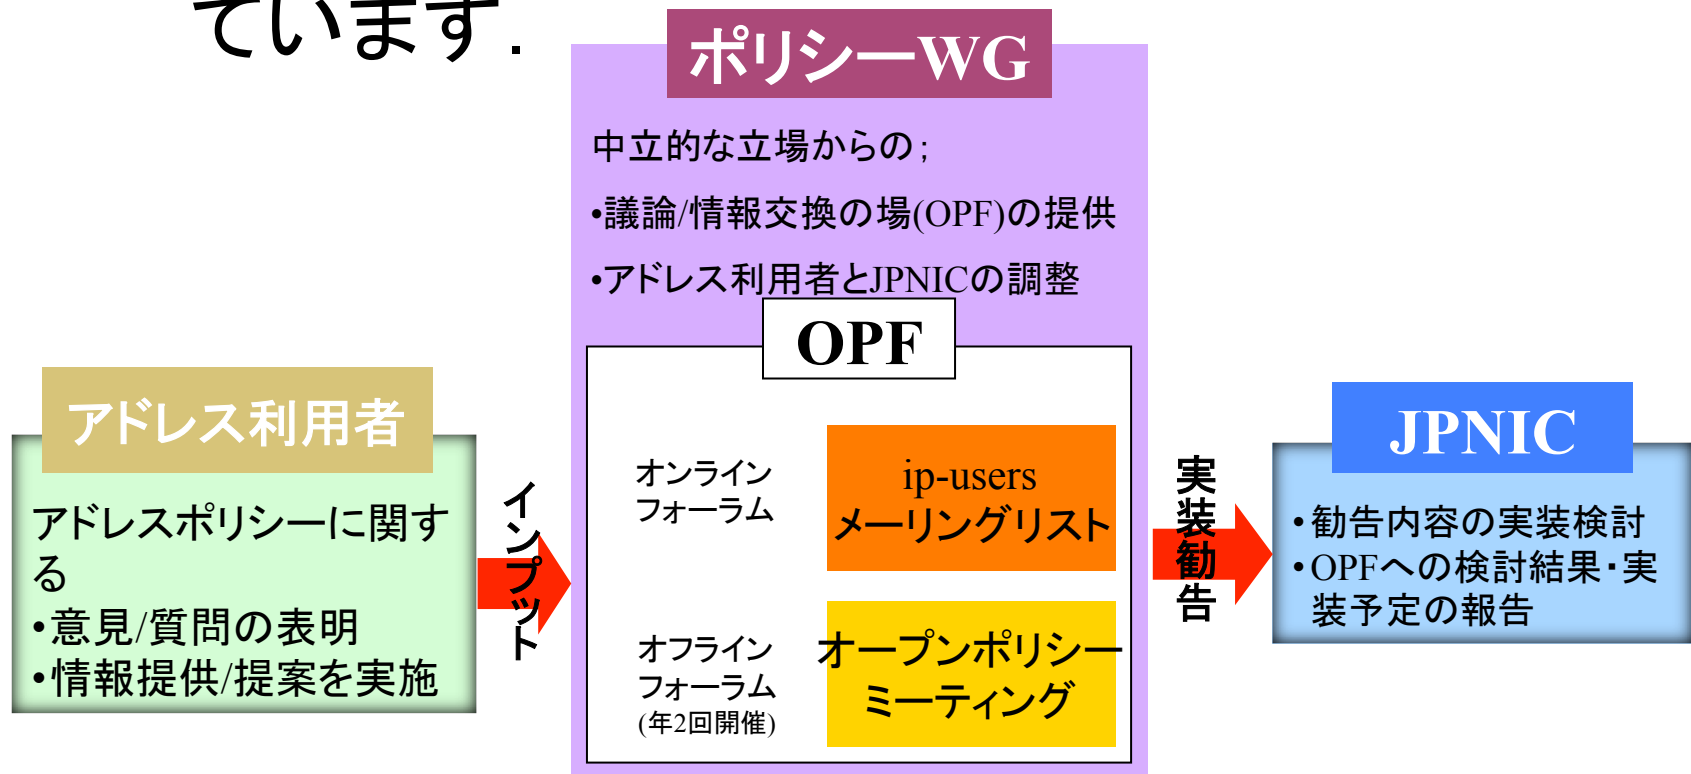 ています.
ポリシーWG
中立的な立場からの;
•議論/情報交換の場(OPF)の提供
•アドレス利用者とJPNICの調整
OPF
オンライン
フォーラム
ip-users
メーリングリスト
オフライン
フォーラム
(年2回開催)
オープンポリシー
ミーティング
アドレス利用者
アドレスポリシーに関す
る
•意見/質問の表明
•情報提供/提案を実施
インプット
実装勧告
JPNIC
•勧告内容の実装検討
•OPFへの検討結果・実
装予定の報告